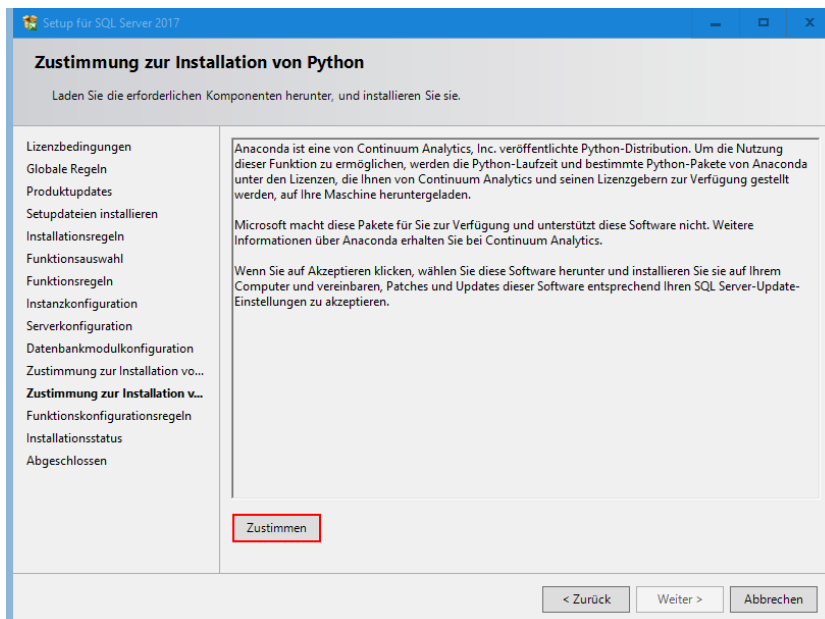 Setup für SQL Server 2017
Zustimmung zur Installation von Python
Laden Sie die erforderlichen Komponenten herunter, und installieren Sie sie.
Lizenzbedingungen
Globale Regeln
Produktupdates
Setupdateien installieren
Installationsregeln
Funktionsauswahl
Funktionsregeln
Instanzkonfiguration
Serverkonfiguration
Datenbankmodulkonfiguration
Zustimmung zur Installation vo...
Zustimmung zur Installation v...
Funktionskonfigurationsregeln
Installationsstatus
Abgeschlossen
Anaconda ist eine von Continuum Analytics, Inc. veröffentlichte Python-Distribution. Um die Nutzung
dieser Funktion zu ermöglichen, werden die Python-Laufzeit und bestimmte Python-Pakete von Anaconda
unter den Lizenzen, die Ihnen von Continuum Analytics und seinen Lizenzgebern zur Verfügung gestellt
werden, auf Ihre Maschine heruntergeladen.
Microsoft macht diese Pakete für Sie zur Verfügung und unterstützt diese Software nicht. Weitere
Informationen über Anaconda erhalten Sie bei Continuum Analytics.
Wenn Sie auf Akzeptieren klicken, wählen Sie diese Software herunter und installieren Sie sie auf Ihrem
Computer und vereinbaren, Patches und Updates dieser Software entsprechend Ihren SQL Server-Update-
Einstellungen zu akzeptieren.
Zustimmen
< Zurück
Weiter >
Abbrechen